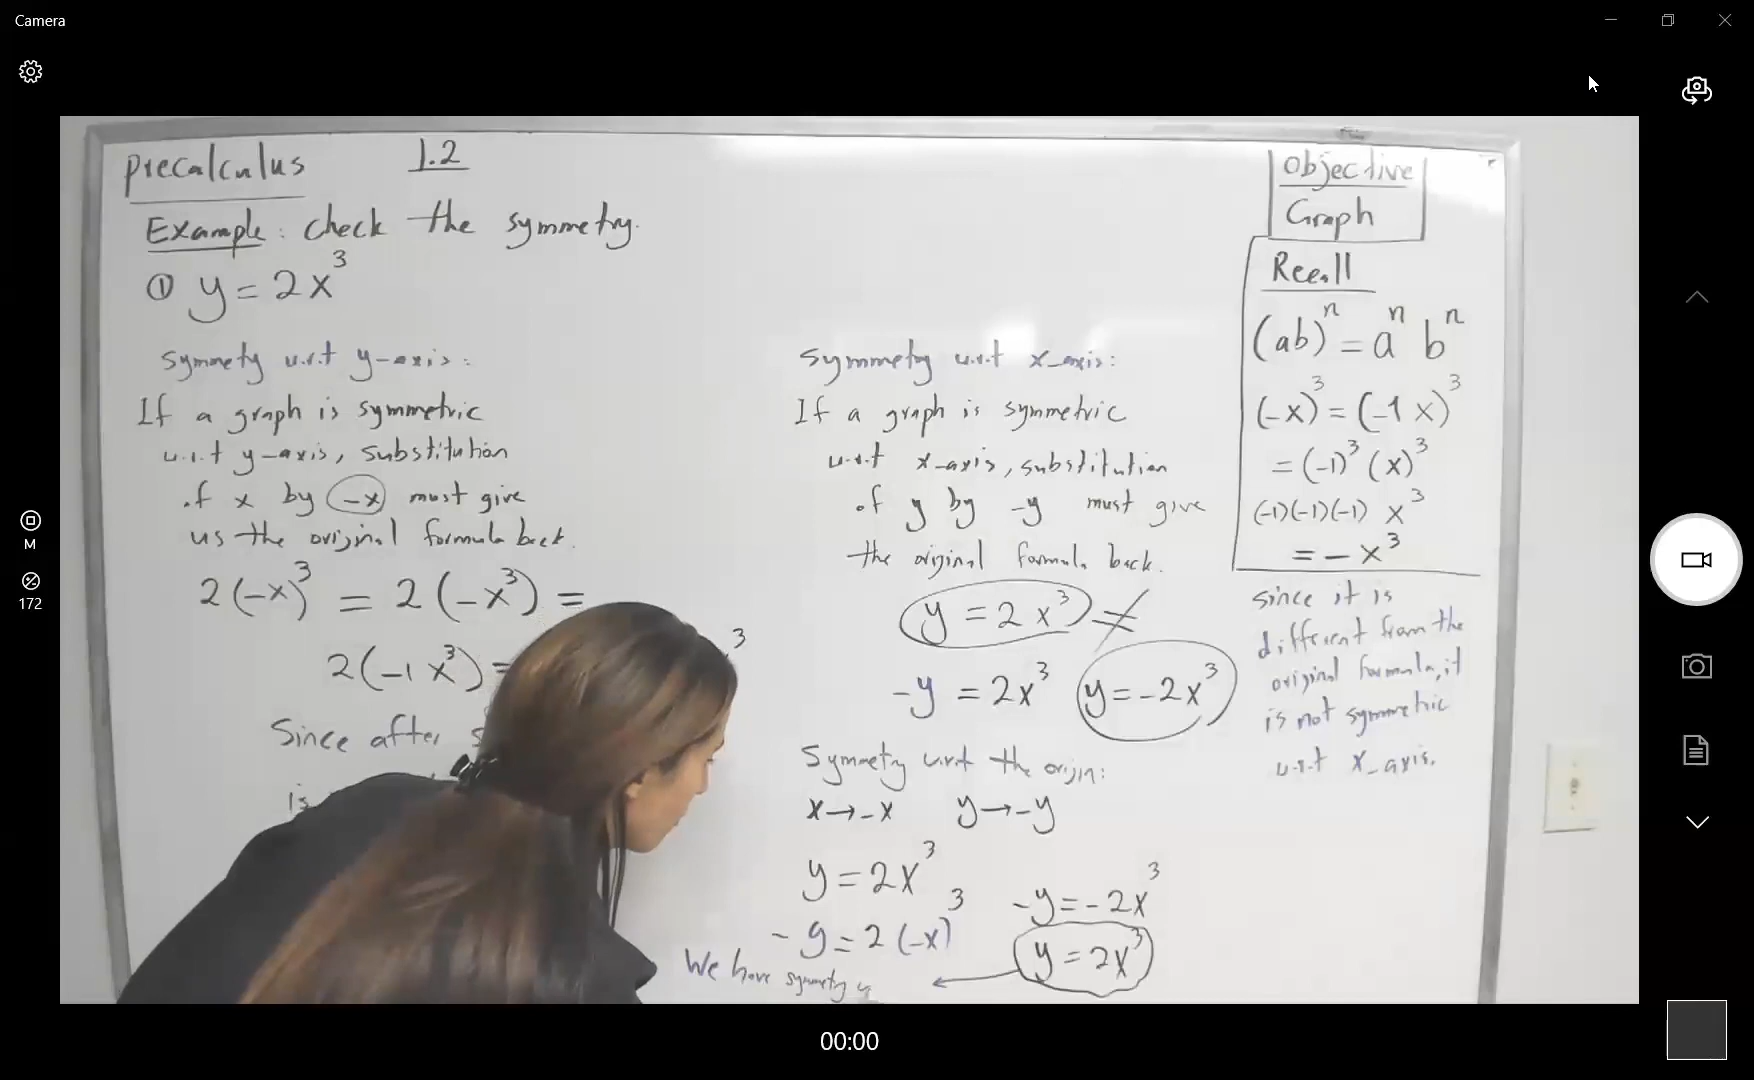 Camera
Precalculus 1.2
Example: check the symmetry.
① y = 2x³
Symmetry w.r.t y-axis:
If a graph is symmetric
w.r.t y-axis, substitution
of x by -x must give
us the original formula back.
2(-x)³ = 2(-x³) =
2(-1x³) =
3
Since after
is
Symmetry w.r.t x-axis:
If a graph is symmetric
w.r.t x-axis, substitution
of y by -y must give
the original formula back.
y = 2x³ ≠
-y = 2x³ y = -2x³
Symmetry w.r.t the origin:
x → -x y → -y
y = 2x³
-y = 2(-x)³
-y = -2x³
y = 2x³
We have symmetry
Objective
Graph
Recall
(ab)ⁿ = aⁿ bⁿ
(-x)³ = (-1x)³
= (-1)³ (x)³
(-1)(-1)(-1) x³
= -x³
since it is
different from the
original formula, it
is not symmetric
w.r.t x-axis.
M
172
00:00